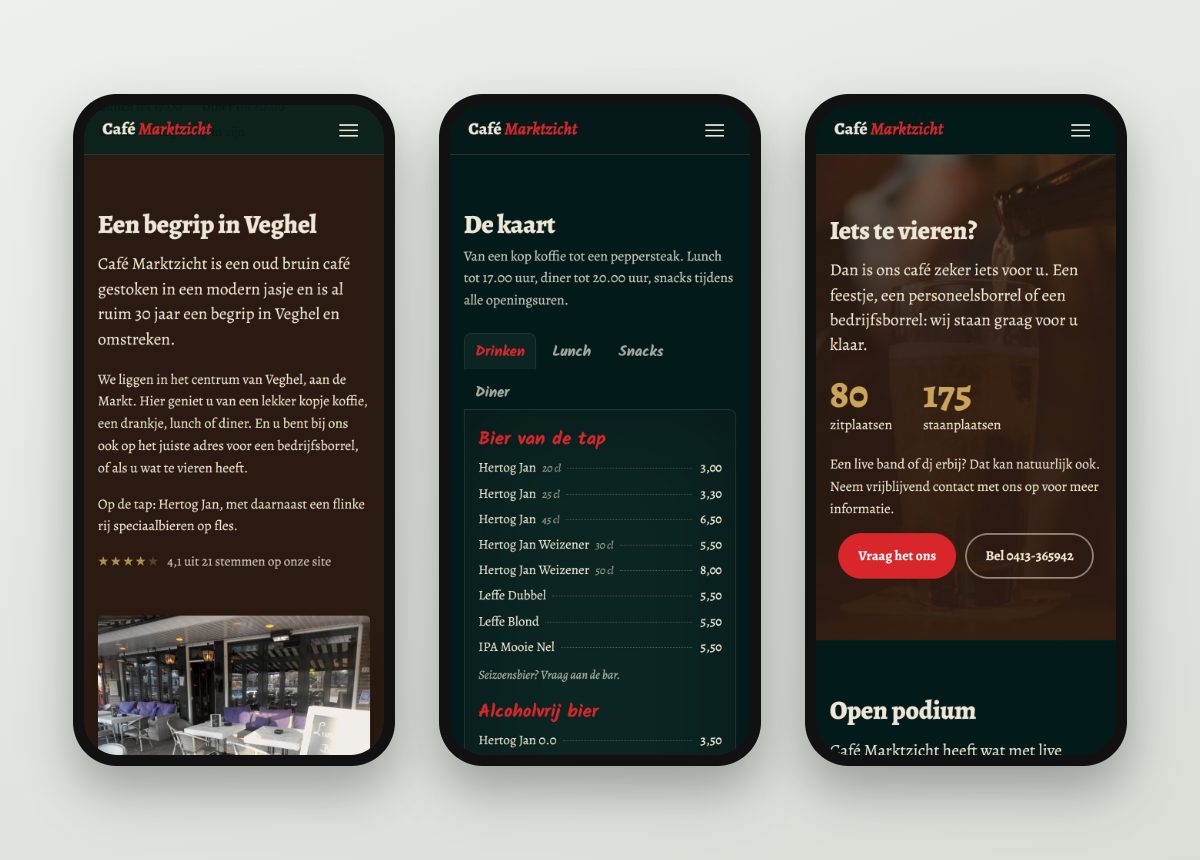 Café Marktzicht
Een begrip in Veghel
Café Marktzicht is een oud bruin café
gestoken in een modern jasje en is al
ruim 30 jaar een begrip in Veghel en
omstreken.
We liggen in het centrum van Veghel, aan de
Markt. Hier geniet u van een lekker kopje koffie,
een drankje, lunch of diner. En u bent bij ons
ook op het juiste adres voor een bedrijfsborrel,
of als u wat te vieren heeft.
Op de tap: Hertog Jan, met daarnaast een flinke
rij speciaalbieren op fles.
★★★★★ 4,1 uit 21 stemmen op onze site
Café Marktzicht
De kaart
Van een kop koffie tot een peppersteak. Lunch
tot 17.00 uur, diner tot 20.00 uur, snacks tijdens
alle openingsuren.
Drinken Lunch Snacks
Diner
Bier van de tap
Hertog Jan 20 cl 3,00
Hertog Jan 25 cl 3,30
Hertog Jan 45 cl 6,50
Hertog Jan Weizener 30 cl 5,50
Hertog Jan Weizener 50 cl 8,00
Leffe Dubbel 5,50
Leffe Blond 5,50
IPA Mooie Nel 5,50
Seizoensbier? Vraag aan de bar.
Alcoholvrij bier
Hertog Jan 0.0 3,50
Café Marktzicht
Iets te vieren?
Dan is ons café zeker iets voor u. Een
feestje, een personeelsborrel of een
bedrijfsborrel: wij staan graag voor u
klaar.
80 175
zitplaatsen staanplaatsen
Een live band of dj erbij? Dat kan natuurlijk ook.
Neem vrijblijvend contact met ons op voor meer
informatie.
Vraag het ons Bel 0413-365942
Open podium
Café Marktzicht heeft wat met live